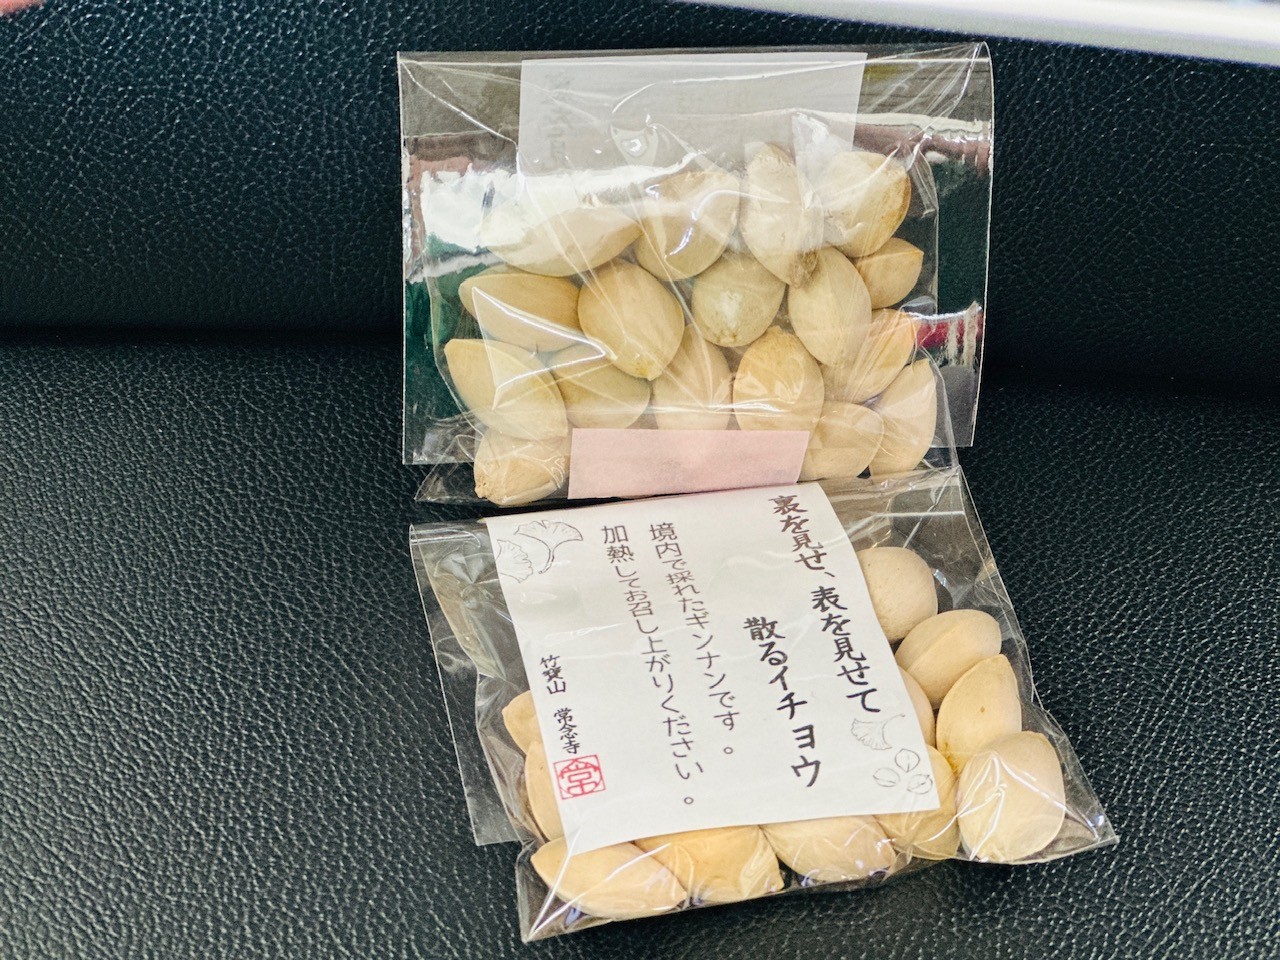 裏を見せ、表を見せて
散るイチョウ
境内で採れたギンナンです。
加熱してお召し上がりください。
竹寶山 常念寺
常